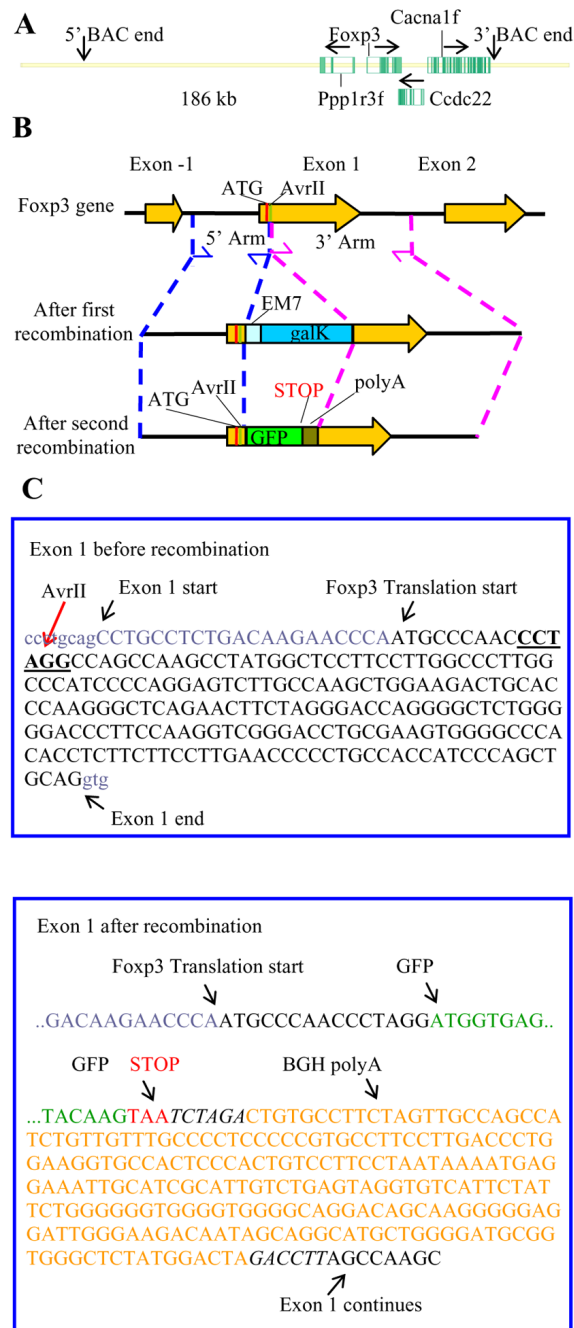 A
5’ BAC end
Foxp3
Cacna1f
3’ BAC end
186 kb
Ppp1r3f
Ccdc22
B
Exon -1
Exon 1
Exon 2
ATG
AvrII
Foxp3 gene
5’ Arm
3’ Arm
After first
recombination
EM7
galK
AvrII
STOP
polyA
ATG
After second
recombination
GFP
C
Exon 1 before recombination
AvrII
Exon 1 start
Foxp3 Translation start
CCTGCCTCTGACAAGAACCCAATGCCCAACCCT
AGGCCAGCCAAGCCTATGGCTCCTTCCTTGGCCCTTGG
CCCATCCCCAGGAGTCTTGCCAAGCTGGAAGACTGCAC
CCAAGGGCTCAGAACTTCTAGGGACCAGGGGCTCTGGG
GGACCCTTCCAAGGTCGGGACCTGCGAAGTGGGGCCCA
CACCTCTTCTTCCTTGAACCCCCTGCCACCATCCCAGCT
GCAGgtg
Exon 1 end
Exon 1 after recombination
Foxp3 Translation start
GFP
..GACAAGAACCCAATGCCCAACCCTAGGATGGTGAG..
GFP
STOP
BGH polyA
...TACAAGTAATCTAGACTGTGCCTTCTAGTTGCCAGCCA
TCTGTTGTTTGCCCCTCCCCCGTGCCTTCCTTGACCCTG
GAAGGTGCCACTCCCACTGTCCTTCCTAATAAAATGAG
GAAATTGCATCGCATTGTCTGAGTAGGTGTCATTCTAT
TCTGGGGGGTGGGGTGGGGCAGGACAGCAAGGGGGAG
GATTGGGAAGACAATAGCAGGCATGCTGGGGATGCGG
TGGGCTCTATGGACTAGACCTTAGCCAAGC
Exon 1 continues